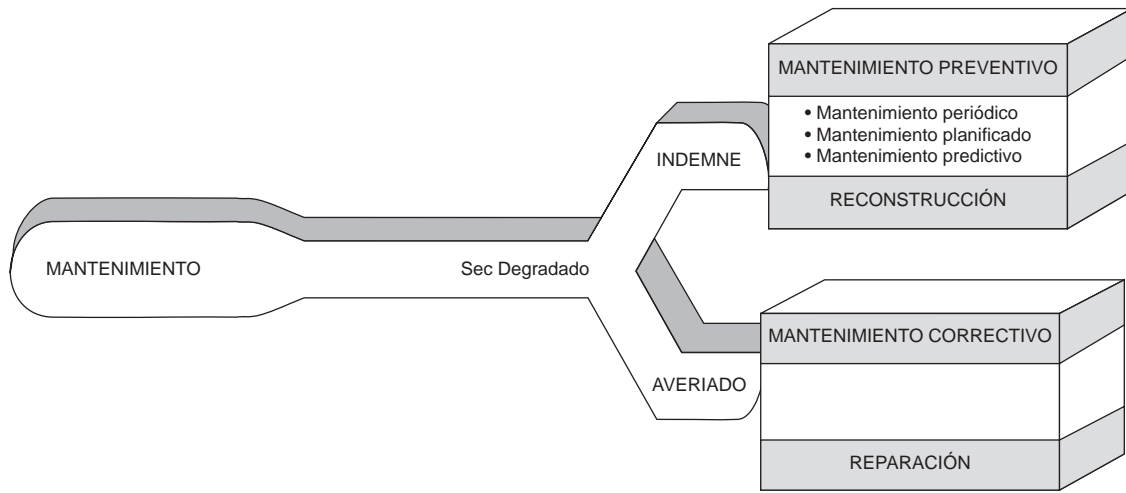 MANTENIMIENTO
Sec Degradado
INDEMNE
MANTENIMIENTO PREVENTIVO
• Mantenimiento periódico
• Mantenimiento planificado
• Mantenimiento predictivo
RECONSTRUCCIÓN
AVERIADO
MANTENIMIENTO CORRECTIVO
REPARACIÓN